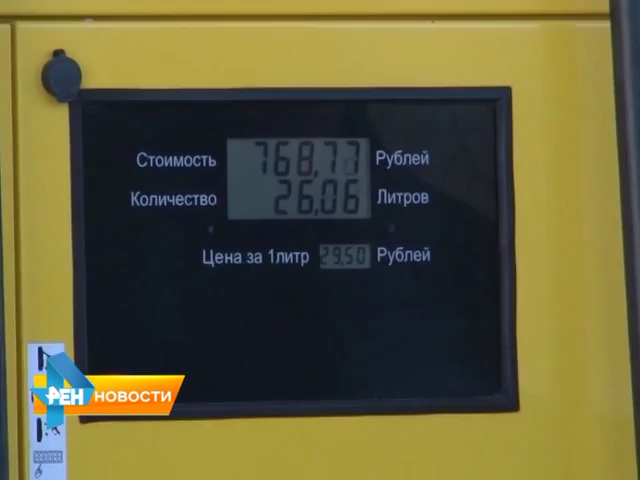 Стоимость 768,77 Рублей
Количество 26,06 Литров
Цена за 1литр 29,50 Рублей
РЕН НОВОСТИ